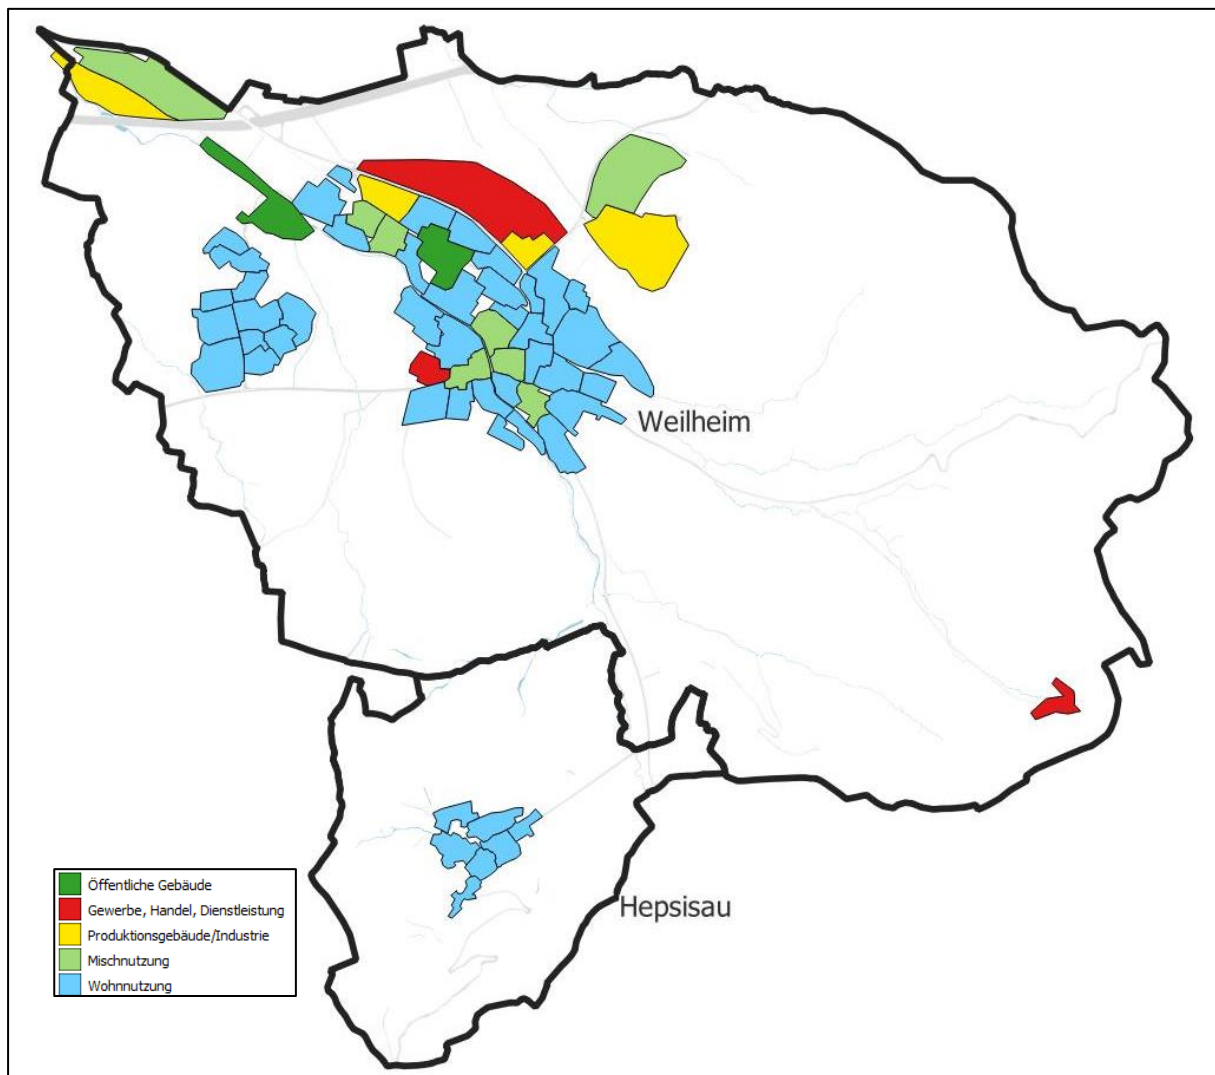 Weilheim
Hepsisau
Öffentliche Gebäude
Gewerbe, Handel, Dienstleistung
Produktionsgebäude/Industrie
Mischnutzung
Wohnnutzung